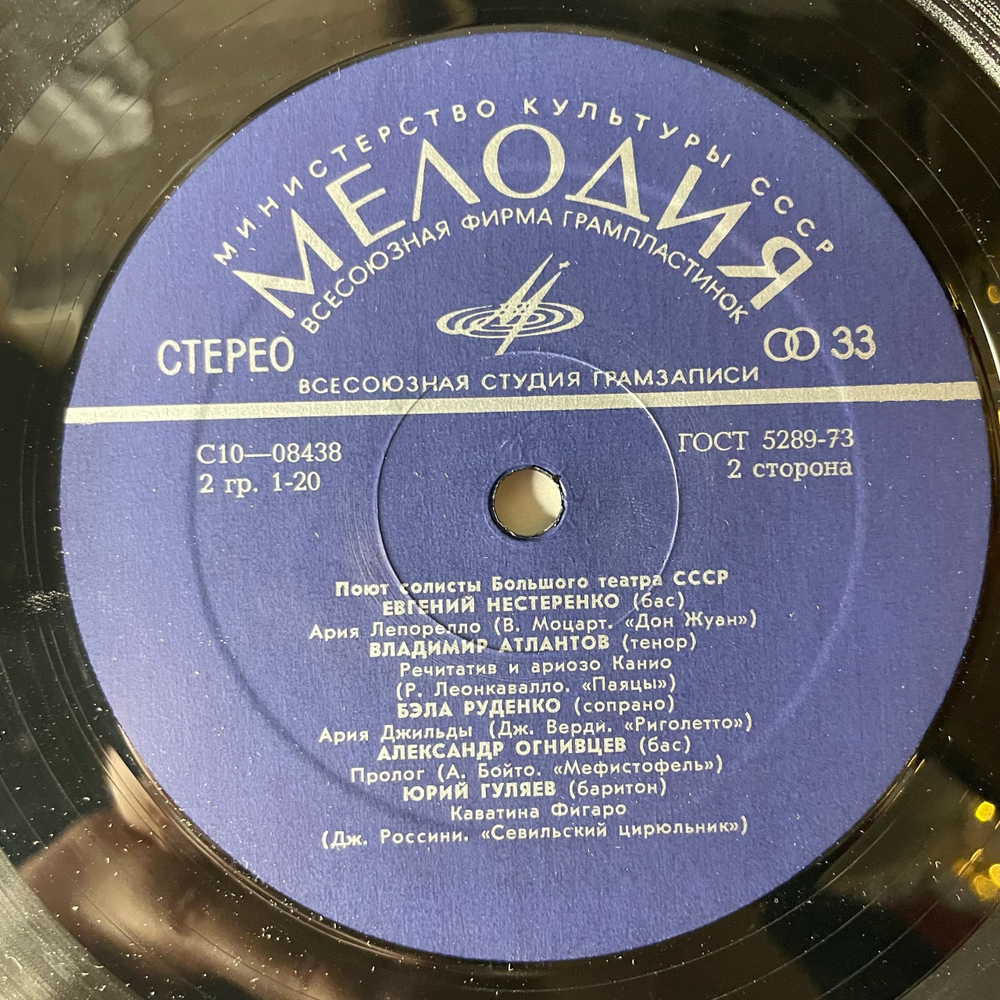 МИНИСТЕРСТВО КУЛЬТУРЫ СССР
МЕЛОДИЯ
ВСЕСОЮЗНАЯ ФИРМА ГРАМПЛАСТИНОК
СТЕРЕО
33
ВСЕСОЮЗНАЯ СТУДИЯ ГРАМЗАПИСИ
С10—08438
ГОСТ 5289-73
2 гр. 1-20
2 сторона
Поют солисты Большого театра СССР
ЕВГЕНИЙ НЕСТЕРЕНКО (бас)
Ария Лепорелло (В. Моцарт. «Дон Жуан»)
ВЛАДИМИР АТЛАНТОВ (тенор)
Речитатив и ариозо Канио
(Р. Леонкавалло. «Паяцы»)
БЭЛА РУДЕНКО (сопрано)
Ария Джильды (Дж. Верди. «Риголетто»)
АЛЕКСАНДР ОГНИВЦЕВ (бас)
Пролог (А. Бойто. «Мефистофель»)
ЮРИЙ ГУЛЯЕВ (баритон)
Каватина Фигаро
(Дж. Россини. «Севильский цирюльник»)